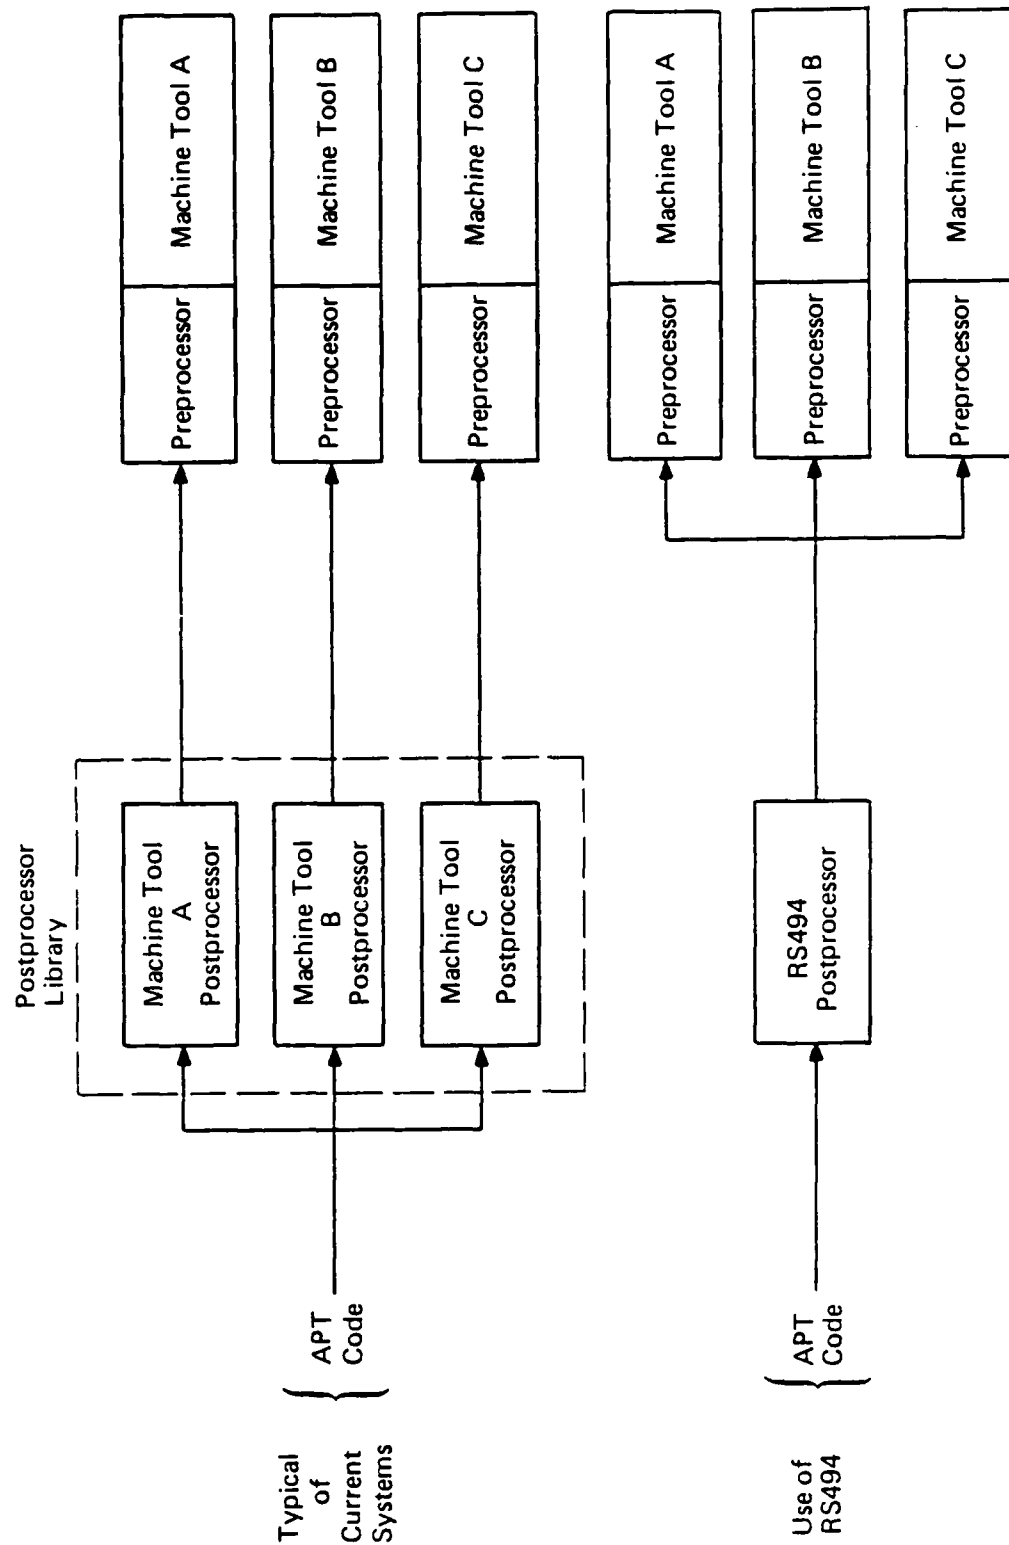 Postprocessor
Library
Typical
of
Current
Systems
APT
Code
Machine Tool
A
Postprocessor
Preprocessor
Machine Tool A
Machine Tool
B
Postprocessor
Preprocessor
Machine Tool B
Machine Tool
C
Postprocessor
Preprocessor
Machine Tool C
Use of
RS494
APT
Code
RS494
Postprocessor
Preprocessor
Machine Tool A
Preprocessor
Machine Tool B
Preprocessor
Machine Tool C